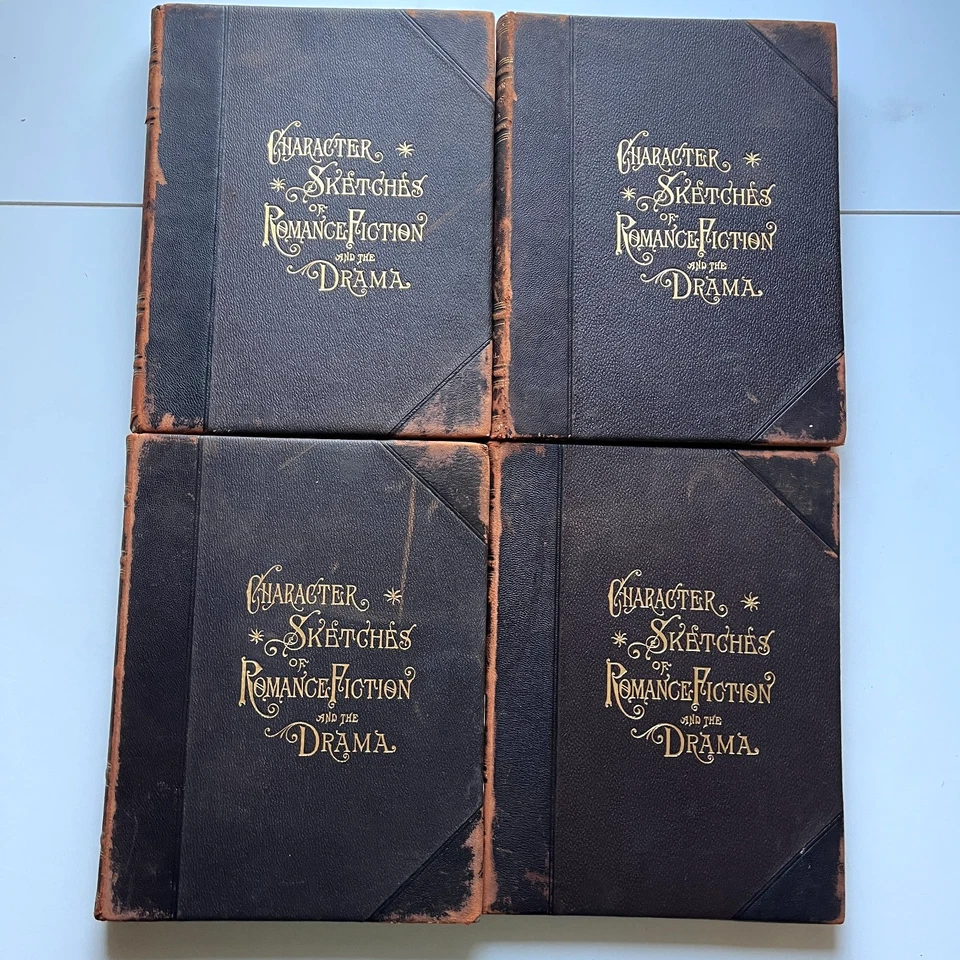 CHARACTER
SKETCHES
OF
ROMANCE FICTION
AND THE
DRAMA
CHARACTER
SKETCHES
OF
ROMANCE FICTION
AND THE
DRAMA
CHARACTER
SKETCHES
OF
ROMANCE FICTION
AND THE
DRAMA
CHARACTER
SKETCHES
OF
ROMANCE FICTION
AND THE
DRAMA